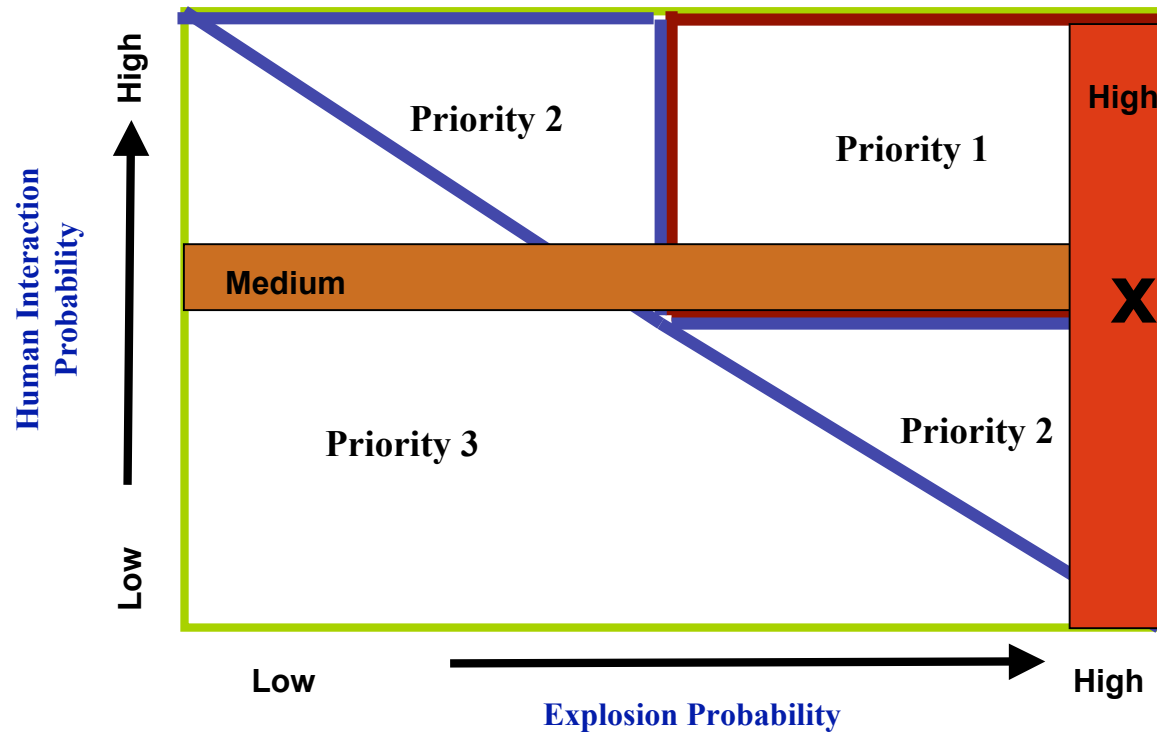 High
Priority 2
High
Priority 1
Human Interaction
Probability
Medium
X
Priority 3
Priority 2
Low
Low
High
Explosion Probability